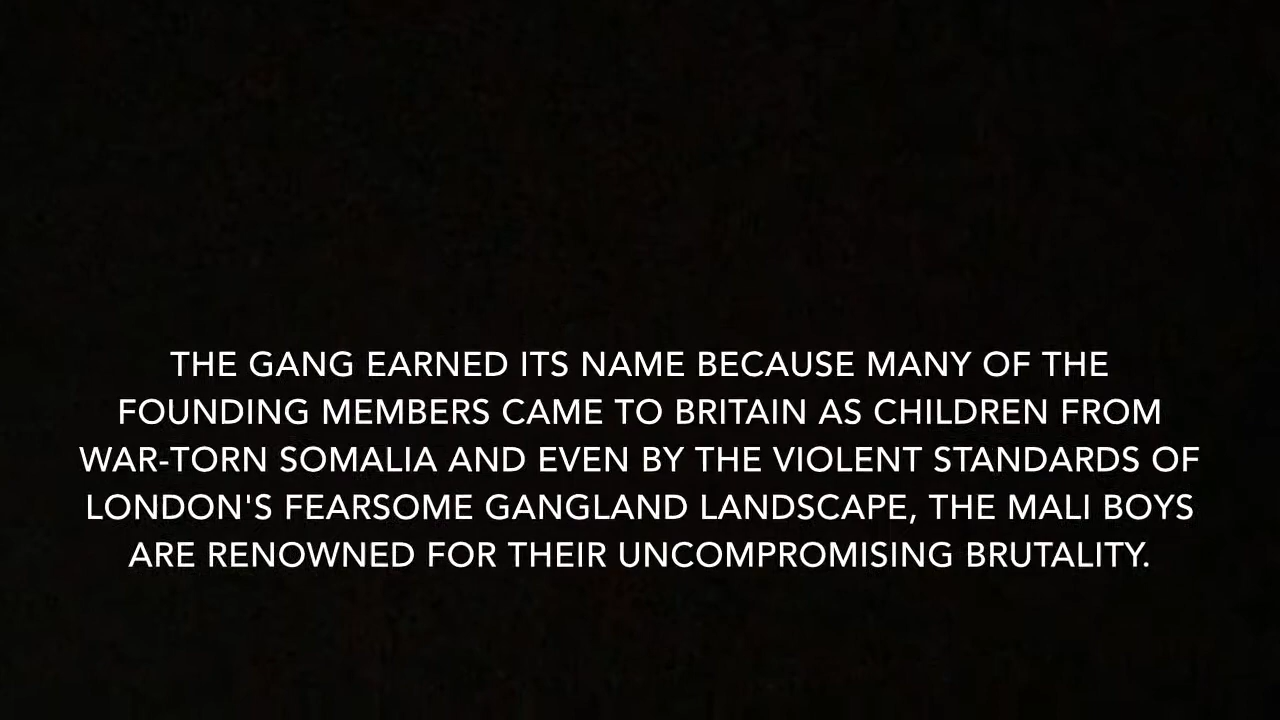 THE GANG EARNED ITS NAME BECAUSE MANY OF THE
FOUNDING MEMBERS CAME TO BRITAIN AS CHILDREN FROM
WAR-TORN SOMALIA AND EVEN BY THE VIOLENT STANDARDS OF
LONDON'S FEARSOME GANGLAND LANDSCAPE, THE MALI BOYS
ARE RENOWNED FOR THEIR UNCOMPROMISING BRUTALITY.